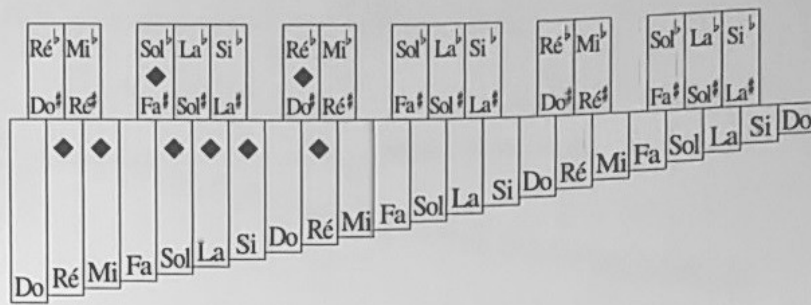 Ré♭ Mi♭ Sol♭ La♭ Si♭ Ré♭ Mi♭ Sol♭ La♭ Si♭ Ré♭ Mi♭ Sol♭ La♭ Si♭
Do♯ Ré♯ Fa♯ Sol♯ La♯ Do♯ Ré♯ Fa♯ Sol♯ La♯ Do♯ Ré♯ Fa♯ Sol♯ La♯
Do Ré Mi Fa Sol La Si Do Ré Mi Fa Sol La Si Do Ré Mi Fa Sol La Si Do